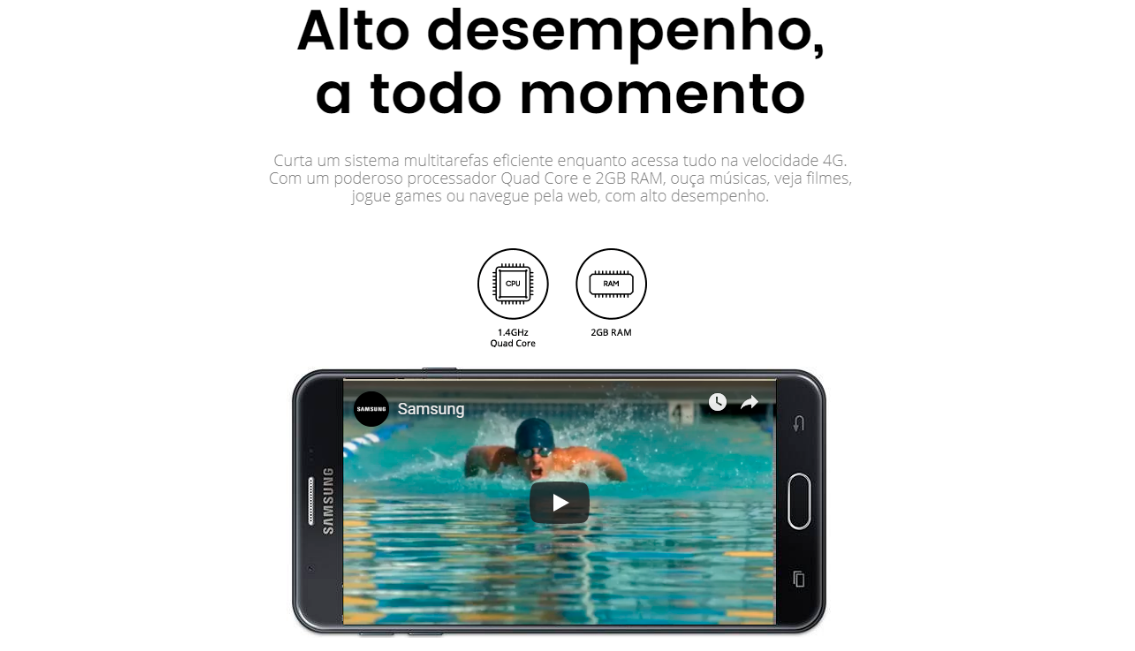 Alto desempenho,
a todo momento
Curta um sistema multitarefas eficiente enquanto acessa tudo na velocidade 4G.
Com um poderoso processador Quad Core e 2GB RAM, ouça músicas, veja filmes,
jogue games ou navegue pela web, com alto desempenho.
CPU
RAM
1.4GHz
Quad Core
2GB RAM
SAMSUNG
Samsung
SAMSUNG
4